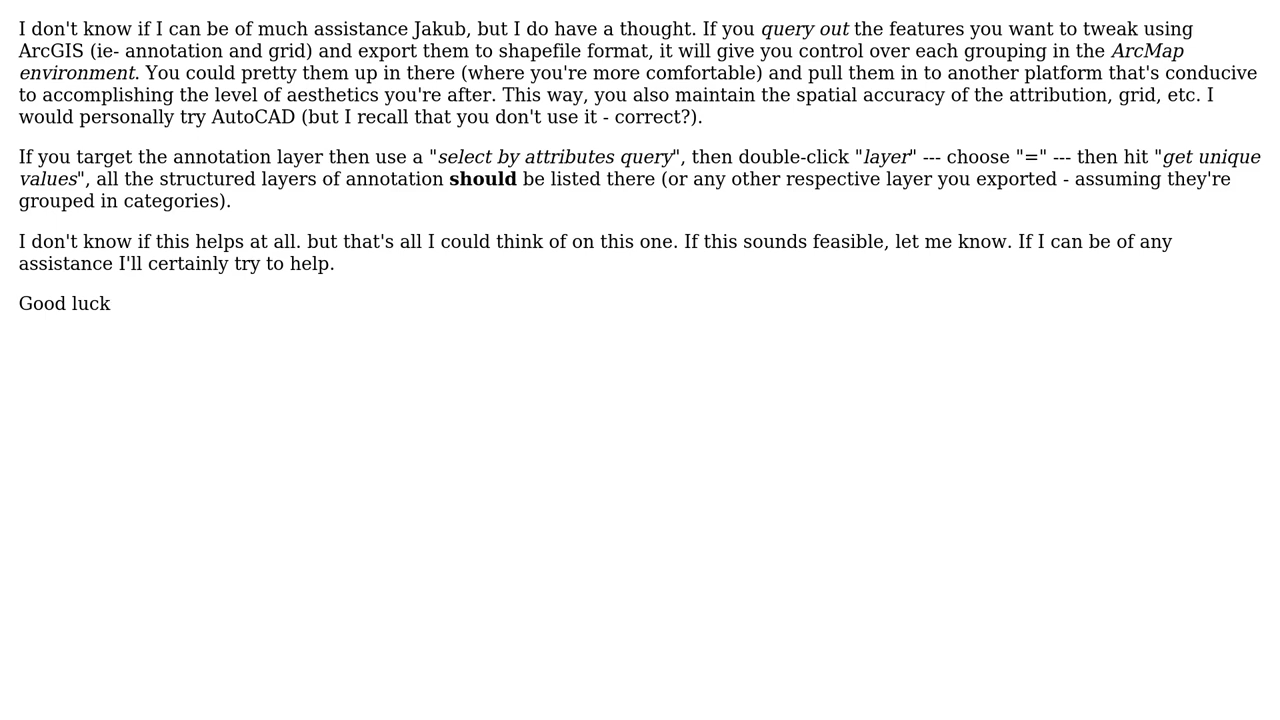 I don't know if I can be of much assistance Jakub, but I do have a thought. If you query out the features you want to tweak using
ArcGIS (ie- annotation and grid) and export them to shapefile format, it will give you control over each grouping in the ArcMap
environment. You could pretty them up in there (where you're more comfortable) and pull them in to another platform that's conducive
to accomplishing the level of aesthetics you're after. This way, you also maintain the spatial accuracy of the attribution, grid, etc. I
would personally try AutoCAD (but I recall that you don't use it - correct?).
If you target the annotation layer then use a "select by attributes query", then double-click "layer" --- choose "=" --- then hit "get unique
values", all the structured layers of annotation should be listed there (or any other respective layer you exported - assuming they're
grouped in categories).
I don't know if this helps at all. but that's all I could think of on this one. If this sounds feasible, let me know. If I can be of any
assistance I'll certainly try to help.
Good luck